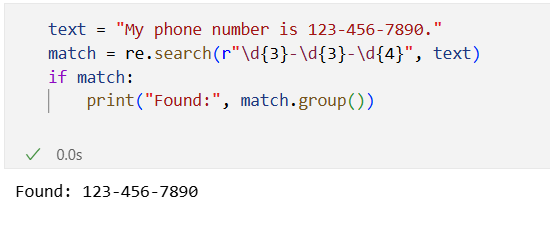 text = "My phone number is 123-456-7890."
match = re.search(r"\d{3}-\d{3}-\d{4}", text)
if match:
    print("Found:", match.group())
0.0s
Found: 123-456-7890